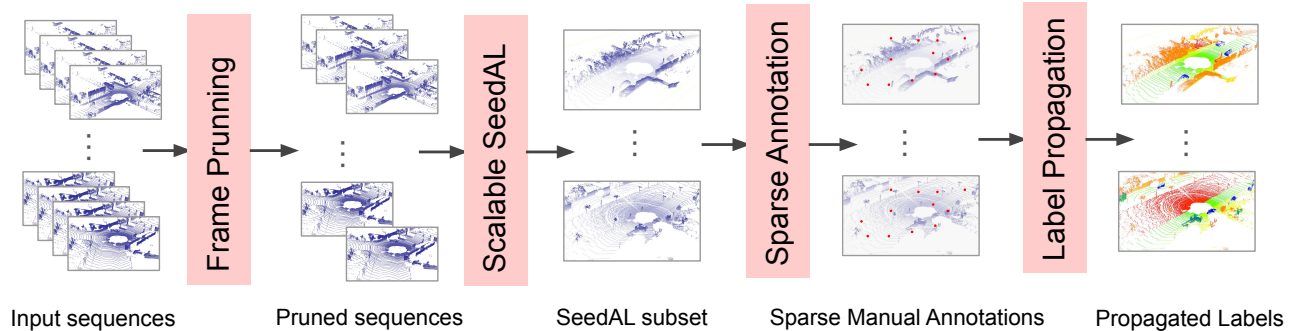 Frame Prunning
Scalable SeedAL
Sparse Annotation
Label Propagation
Input sequences
Pruned sequences
SeedAL subset
Sparse Manual Annotations
Propagated Labels